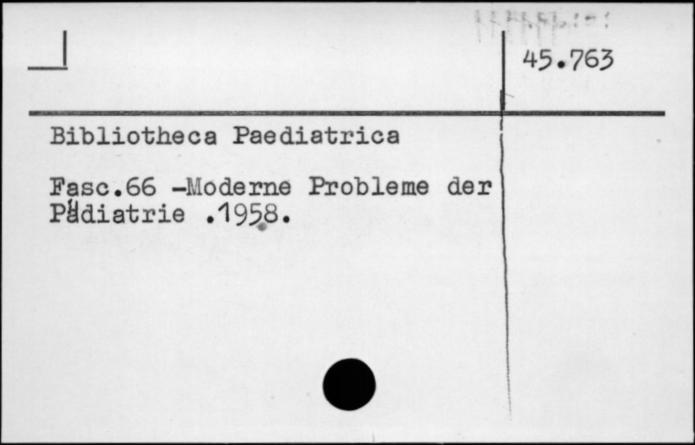 45.763
Bibliotheca Paediatrica
Fasc.66 -Moderne Probleme der
Pädiatrie .1958.